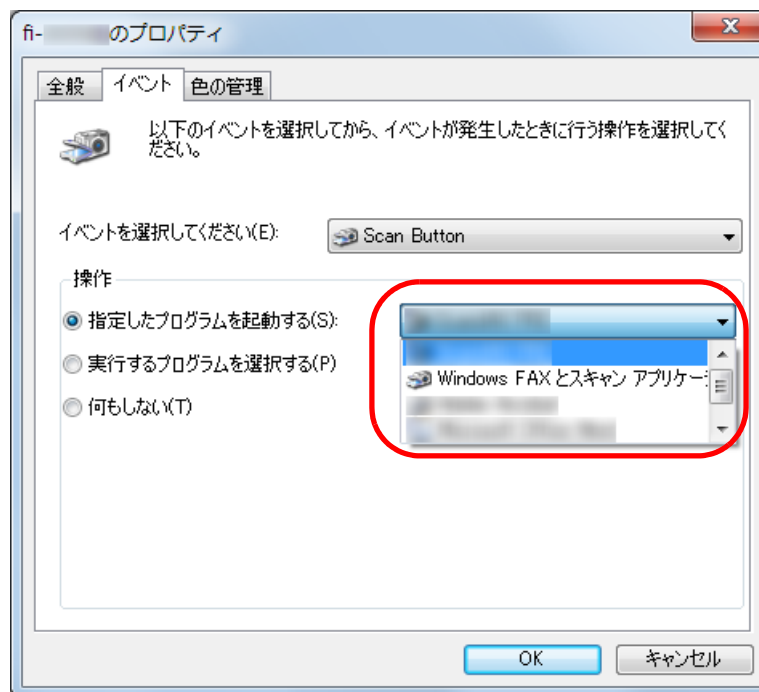 fi- のプロパティ
全般 イベント 色の管理
以下のイベントを選択してから、イベントが発生したときに行う操作を選択してく
ださい。
イベントを選択してください(E): Scan Button
操作
指定したプログラムを起動する(S):
実行するプログラムを選択する(P)
Windows FAX とスキャン アプリケー
何もしない(T)
OK キャンセル